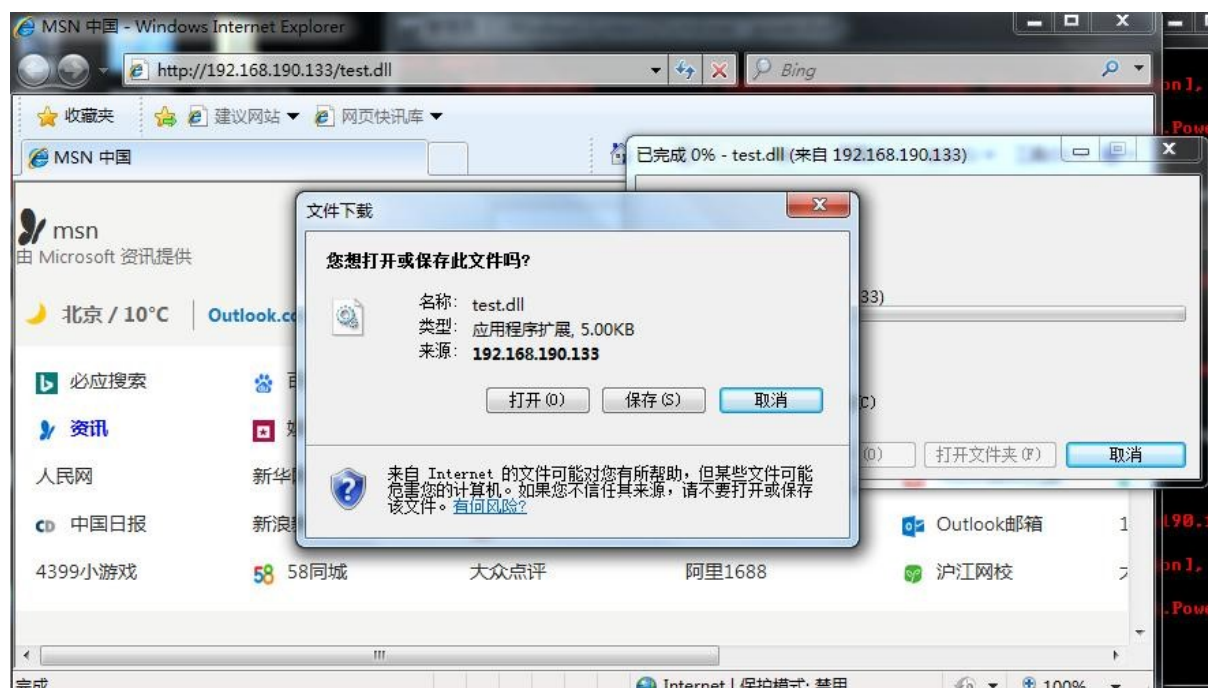 MSN 中国 - Windows Internet Explorer
http://192.168.190.133/test.dll
Bing
收藏夹
建议网站
网页快讯库
MSN 中国
已完成 0% - test.dll (来自 192.168.190.133)
msn
由 Microsoft 资讯提供
北京 / 10°C
Outlook.co
文件下载
您想打开或保存此文件吗?
名称: test.dll
类型: 应用程序扩展, 5.00KB
来源: 192.168.190.133
打开(O)
保存(S)
取消
来自 Internet 的文件可能对您有所帮助,但某些文件可能
危害您的计算机。如果您不信任其来源,请不要打开或保存
该文件。有何风险?
33)
C)
(O)
打开文件夹(F)
取消
必应搜索
资讯
人民网
新华
中国日报
新浪
Outlook邮箱
1
4399小游戏
58 58同城
大众点评
阿里1688
沪江网校
完成
Internet | 保护模式: 禁用
100%
on],
.Powe
190.1
on],
.Powe